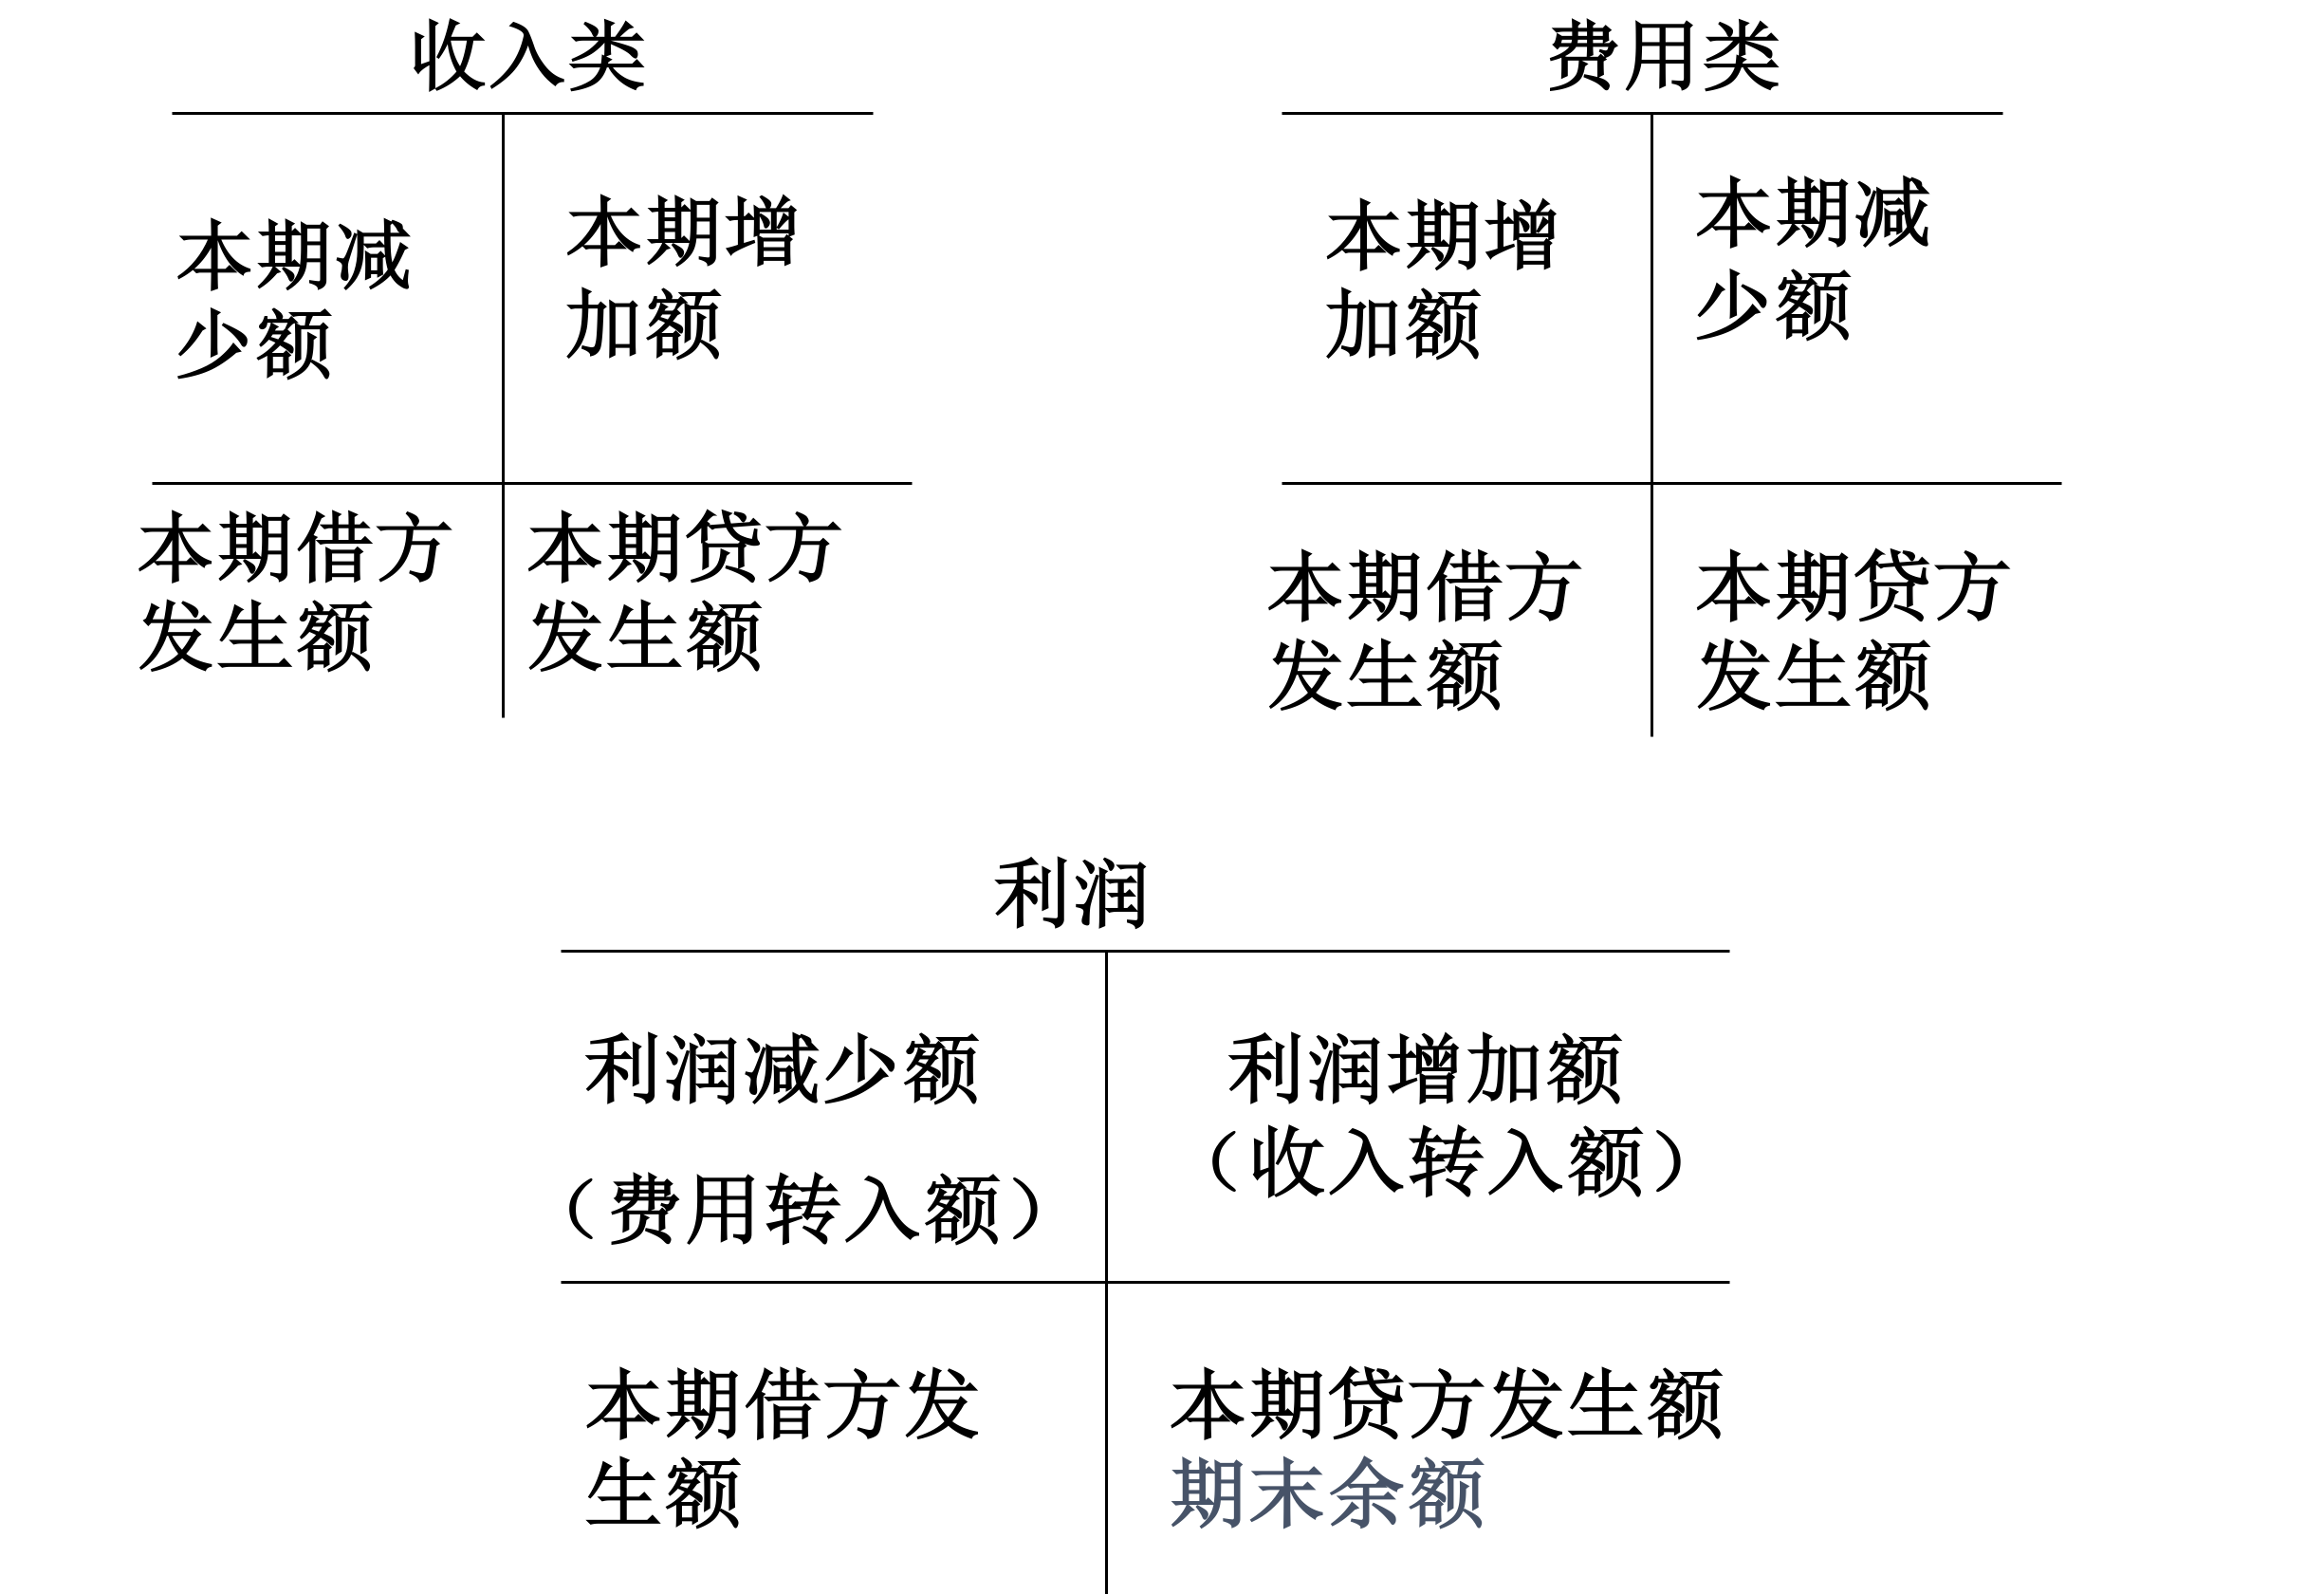 收入类
本期减
少额
本期增
加额
本期借方
发生额
本期贷方
发生额
费用类
本期增
加额
本期减
少额
本期借方
发生额
本期贷方
发生额
利润
利润减少额
（费用转入额）
利润增加额
（收入转入额）
本期借方发
生额
本期贷方发生额
期末余额